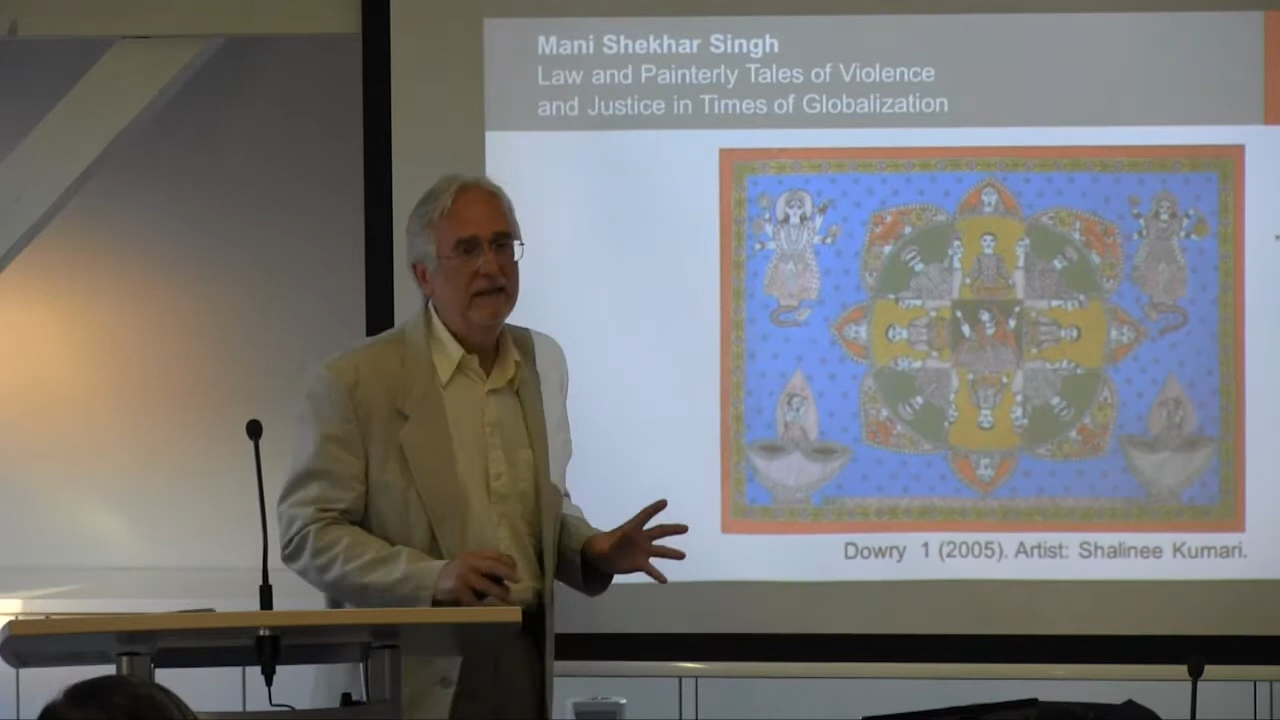 Mani Shekhar Singh
Law and Painterly Tales of Violence
and Justice in Times of Globalization
Dowry 1 (2005). Artist: Shalinee Kumari.